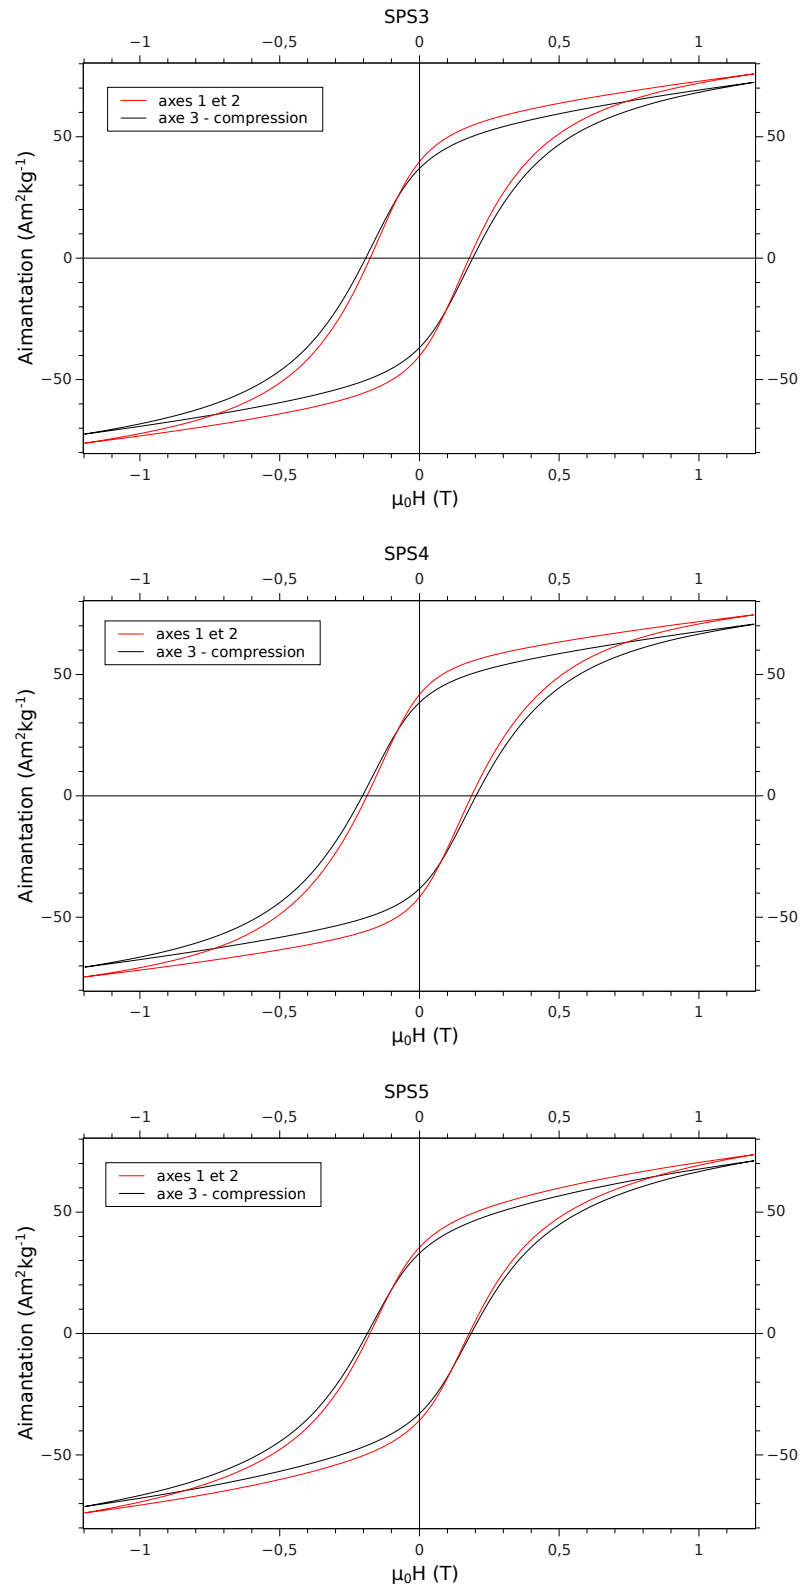 SPS3
−1 −0,5 0 0,5 1
axes 1 et 2
axe 3 - compression
Aimantation (Am²kg⁻¹)
50 50
0 0
−50 −50
−1 −0,5 0 0,5 1
μ₀H (T)
SPS4
−1 −0,5 0 0,5 1
axes 1 et 2
axe 3 - compression
Aimantation (Am²kg⁻¹)
50 50
0 0
−50 −50
−1 −0,5 0 0,5 1
μ₀H (T)
SPS5
−1 −0,5 0 0,5 1
axes 1 et 2
axe 3 - compression
Aimantation (Am²kg⁻¹)
50 50
0 0
−50 −50
−1 −0,5 0 0,5 1
μ₀H (T)